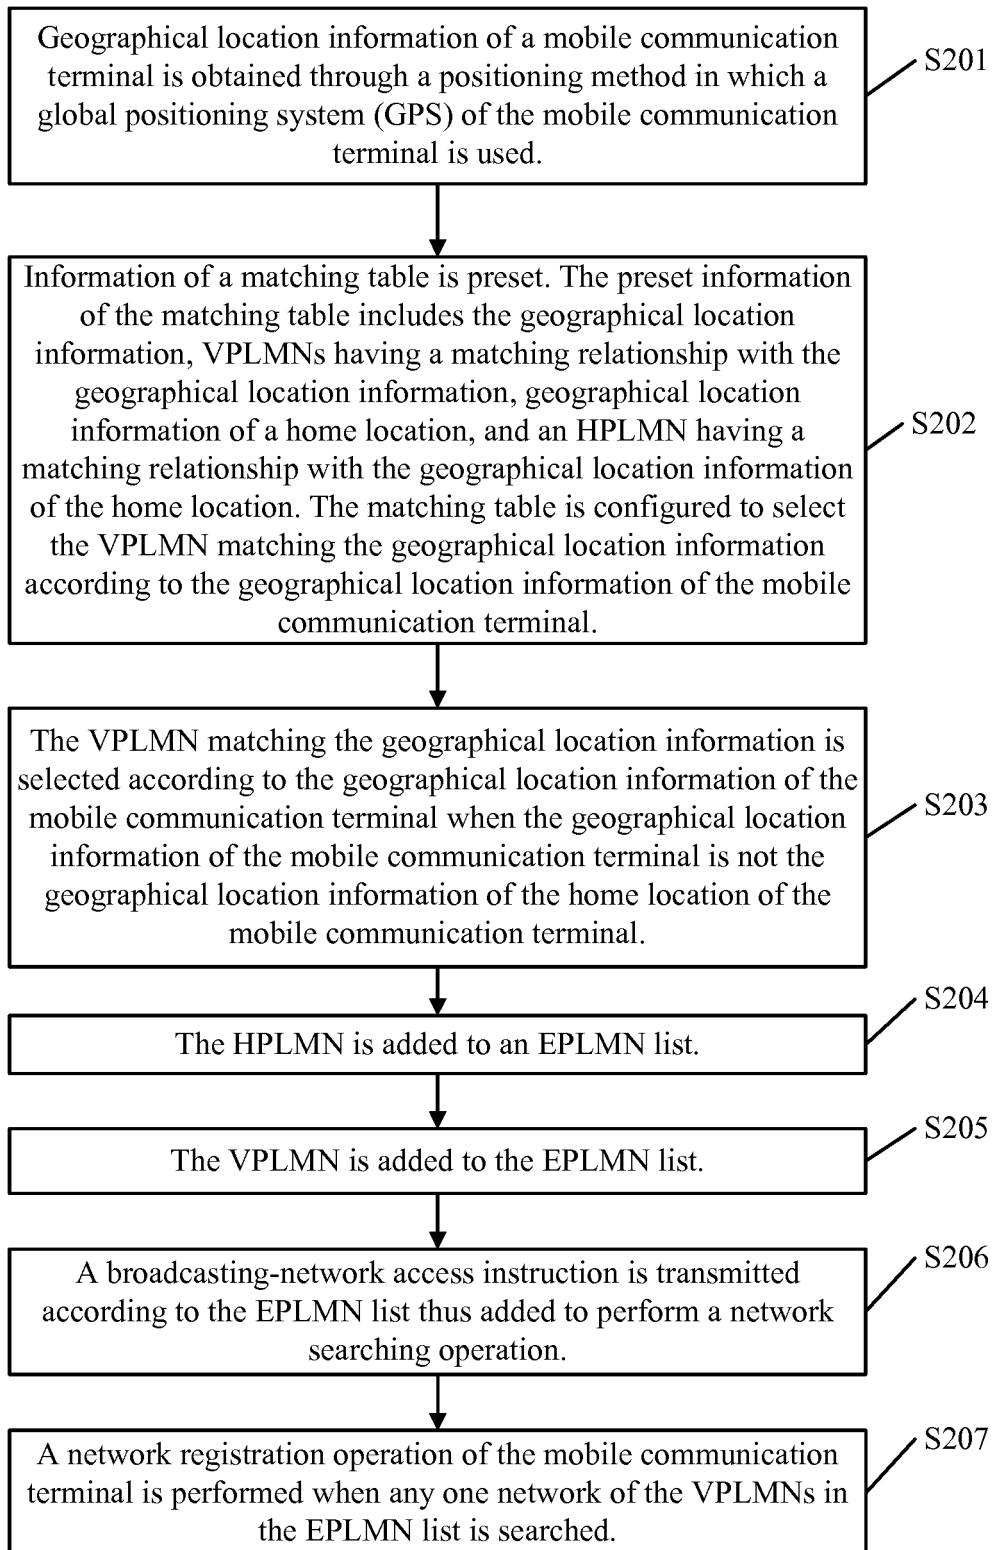 Geographical location information of a mobile communication
terminal is obtained through a positioning method in which a
global positioning system (GPS) of the mobile communication
terminal is used.
S201
Information of a matching table is preset. The preset information
of the matching table includes the geographical location
information, VPLMNs having a matching relationship with the
geographical location information, geographical location
information of a home location, and an HPLMN having a
matching relationship with the geographical location information
of the home location. The matching table is configured to select
the VPLMN matching the geographical location information
according to the geographical location information of the mobile
communication terminal.
S202
The VPLMN matching the geographical location information is
selected according to the geographical location information of the
mobile communication terminal when the geographical location
information of the mobile communication terminal is not the
geographical location information of the home location of the
mobile communication terminal.
S203
The HPLMN is added to an EPLMN list.
S204
The VPLMN is added to the EPLMN list.
S205
A broadcasting-network access instruction is transmitted
according to the EPLMN list thus added to perform a network
searching operation.
S206
A network registration operation of the mobile communication
terminal is performed when any one network of the VPLMNs in
the EPLMN list is searched.
S207